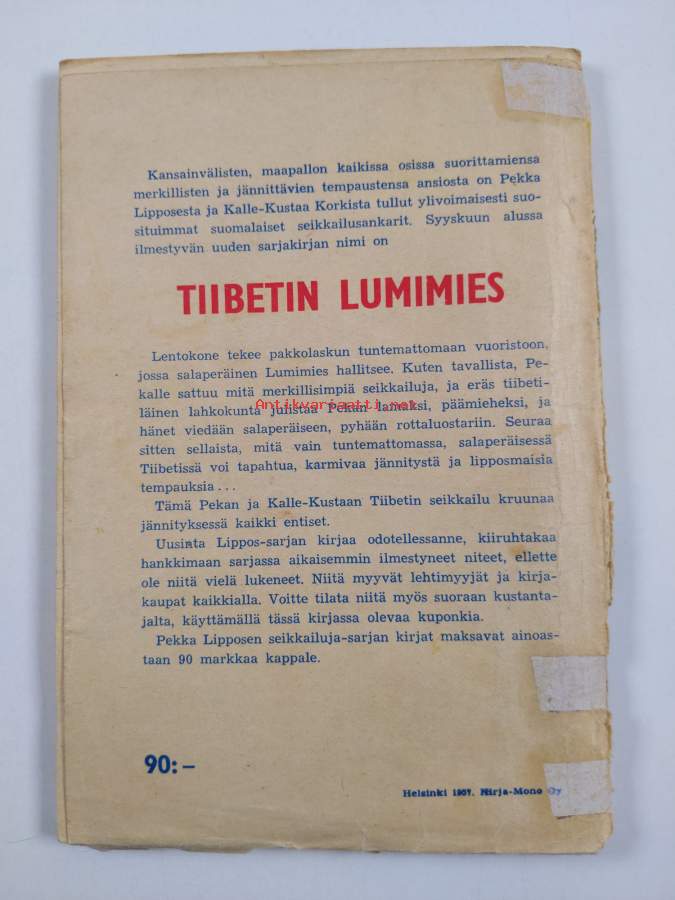 Kansainvälisten, maapallon kaikissa osissa suorittamiensa
merkillisten ja jännittävien tempaustensa ansiosta on Pekka
Lipposesta ja Kalle-Kustaa Korkista tullut ylivoimaisesti suo-
situimmat suomalaiset seikkailusankarit. Syyskuun alussa
ilmestyvän uuden sarjakirjan nimi on
TIIBETIN LUMIMIES
Lentokone tekee pakkolaskun tuntemattomaan vuoristoon,
jossa salaperäinen Lumimies hallitsee. Kuten tavallista, Pe-
kalle sattuu mitä merkillisimpiä seikkailuja, ja eräs tiibeti-
läinen lahkokunta julistaa Pekan lamaksi, päämieheksi, ja
Antikvariaatti.net
hänet viedään salaperäiseen, pyhään rottaluostariin. Seuraa
sitten sellaista, mitä vain tuntemattomassa, salaperäisessä
Tiibetissä voi tapahtua, karmivaa jännitystä ja lipposmaisia
tempauksia...
Tämä Pekan ja Kalle-Kustaan Tiibetin seikkailu kruunaa
jännityksessä kaikki entiset.
Uusinta Lippos-sarjan kirjaa odotellessanne, kiiruhtakaa
hankkimaan sarjassa aikaisemmin ilmestyneet niteet, ellette
ole niitä vielä lukeneet. Niitä myyvät lehtimyyjät ja kirja-
kaupat kaikkialla. Voitte tilata niitä myös suoraan kustanta-
jalta, käyttämällä tässä kirjassa olevaa kuponkia.
Pekka Lipposen seikkailuja-sarjan kirjat maksavat ainoas-
taan 90 markkaa kappale.
90:–
Helsinki 1957. Mirja-Mono Oy